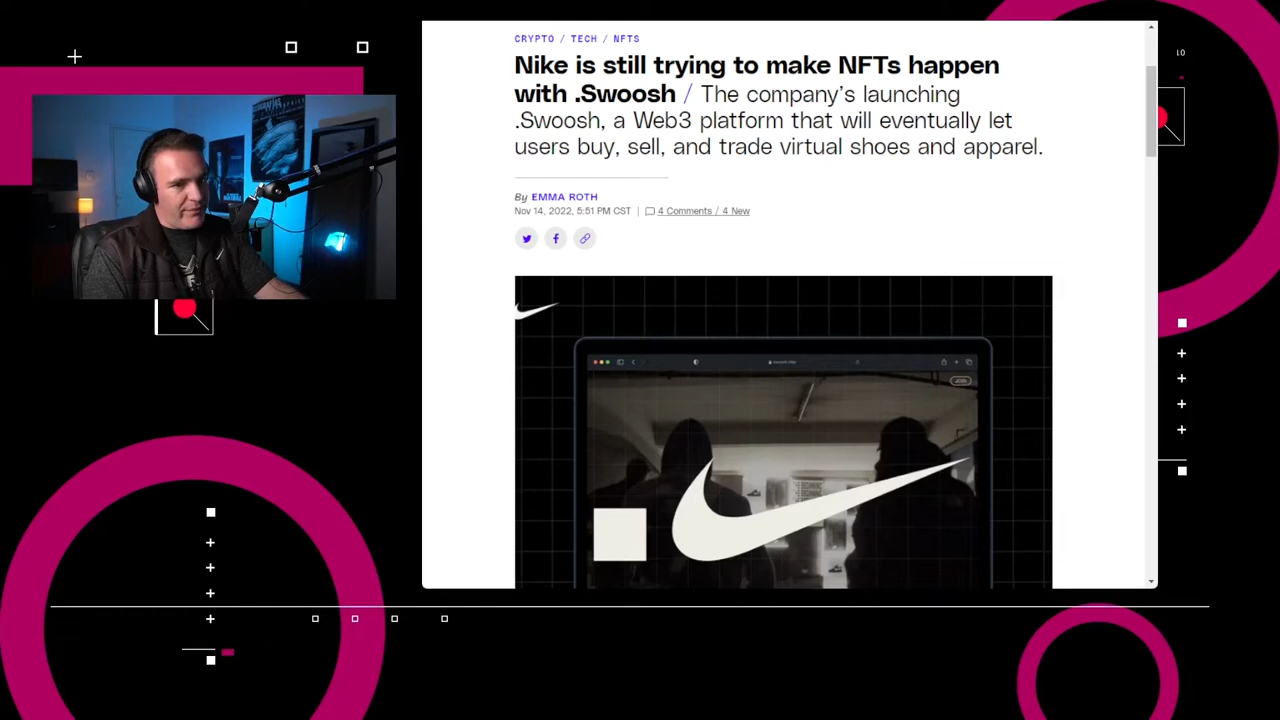 CRYPTO / TECH / NFTS
Nike is still trying to make NFTs happen
with .Swoosh / The company's launching
.Swoosh, a Web3 platform that will eventually let
users buy, sell, and trade virtual shoes and apparel.
By EMMA ROTH
Nov 14, 2022, 5:51 PM CST | 4 Comments / 4 New
JOIN